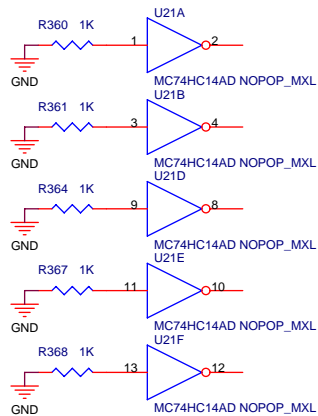 U21A
R360 1K
1 2
GND
MC74HC14AD NOPOP_MXL
U21B
R361 1K
3 4
GND
MC74HC14AD NOPOP_MXL
U21D
R364 1K
9 8
GND
MC74HC14AD NOPOP_MXL
U21E
R367 1K
11 10
GND
MC74HC14AD NOPOP_MXL
U21F
R368 1K
13 12
GND
MC74HC14AD NOPOP_MXL